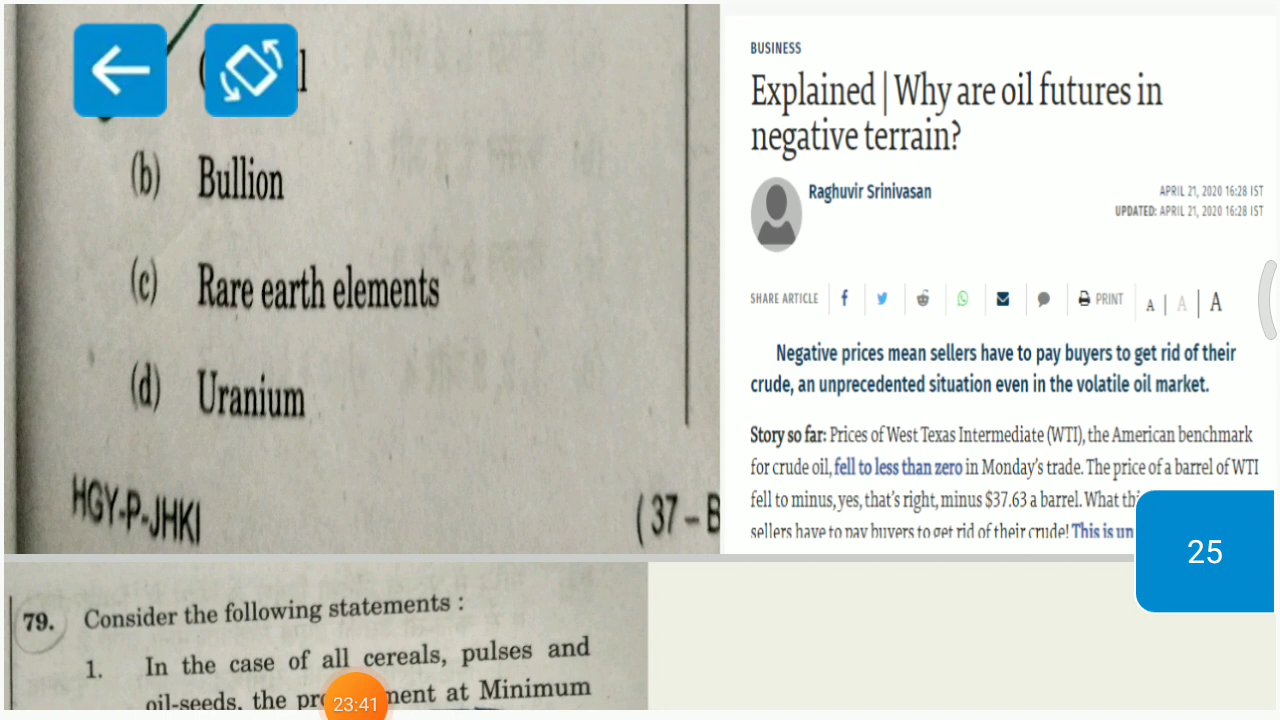 (b) Bullion
(c) Rare earth elements
(d) Uranium
HGY-P-JHKI
( 37 – B
BUSINESS
Explained | Why are oil futures in
negative terrain?
Raghuvir Srinivasan
APRIL 21, 2020 16:28 IST
UPDATED: APRIL 21, 2020 16:28 IST
SHARE ARTICLE
PRINT
A | A | A
Negative prices mean sellers have to pay buyers to get rid of their
crude, an unprecedented situation even in the volatile oil market.
Story so far: Prices of West Texas Intermediate (WTI), the American benchmark
for crude oil, fell to less than zero in Monday's trade. The price of a barrel of WTI
fell to minus, yes, that's right, minus $37.63 a barrel. What
sellers have to pay buyers to get rid of their crude! This is
25
79. Consider the following statements :
1. In the case of all cereals, pulses and
oil-seeds, the at Minimum
23:41